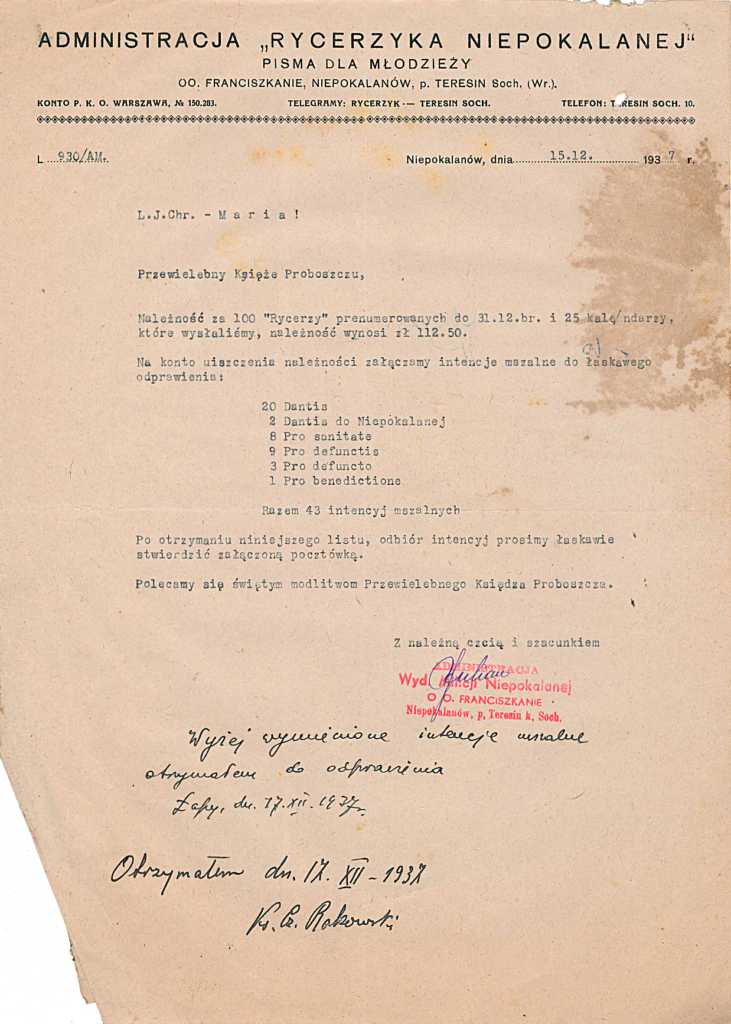 ADMINISTRACJA „RYCERZYKA NIEPOKALANEJ"
PISMA DLA MŁODZIEŻY
OO. FRANCISZKANIE, NIEPOKALANÓW, p. TERESIN Soch. (Wr.).
KONTO P. K. O. WARSZAWA, № 150.283. TELEGRAMY: RYCERZYK — TERESIN SOCH. TELEFON: TERESIN SOCH. 10.
L ...930/AM. Niepokalanów, dnia 15.12. 1937 r.
L.J.Chr. - M a r i a !
Przewielebny Księże Proboszczu,
Należność za 100 "Rycerzy" prenumerowanych do 31.12.br. i 25 kale/ndarzy,
które wysłaliśmy, należność wynosi zł 112.50.
Na konto uiszczenia należności załączamy intencje mszalne do łaskawego
odprawienia:
20 Dantis
2 Dantis do Niepokalanej
8 Pro sanitate
9 Pro defunctis
3 Pro defuncto
1 Pro benedictione
Razem 43 intencyj mszalnych
Po otrzymaniu niniejszego listu, odbiór intencyj prosimy łaskawie
stwierdzić załączoną pocztówką.
Polecamy się świętym modlitwom Przewielebnego Księdza Proboszcza.
Z należną czcią i szacunkiem
ADMINISTRACJA
Niepokalanej
O O. FRANCISZKANIE
Niepokalanów, p. Teresin k. Soch.
Wyżej wymienione intencje mszalne
otrzymałem do odprawienia
Łapy, dn. 17.XII.1937 r.
Otrzymałem dn. 17. XII - 1937
Ks. Cz. Rakowski